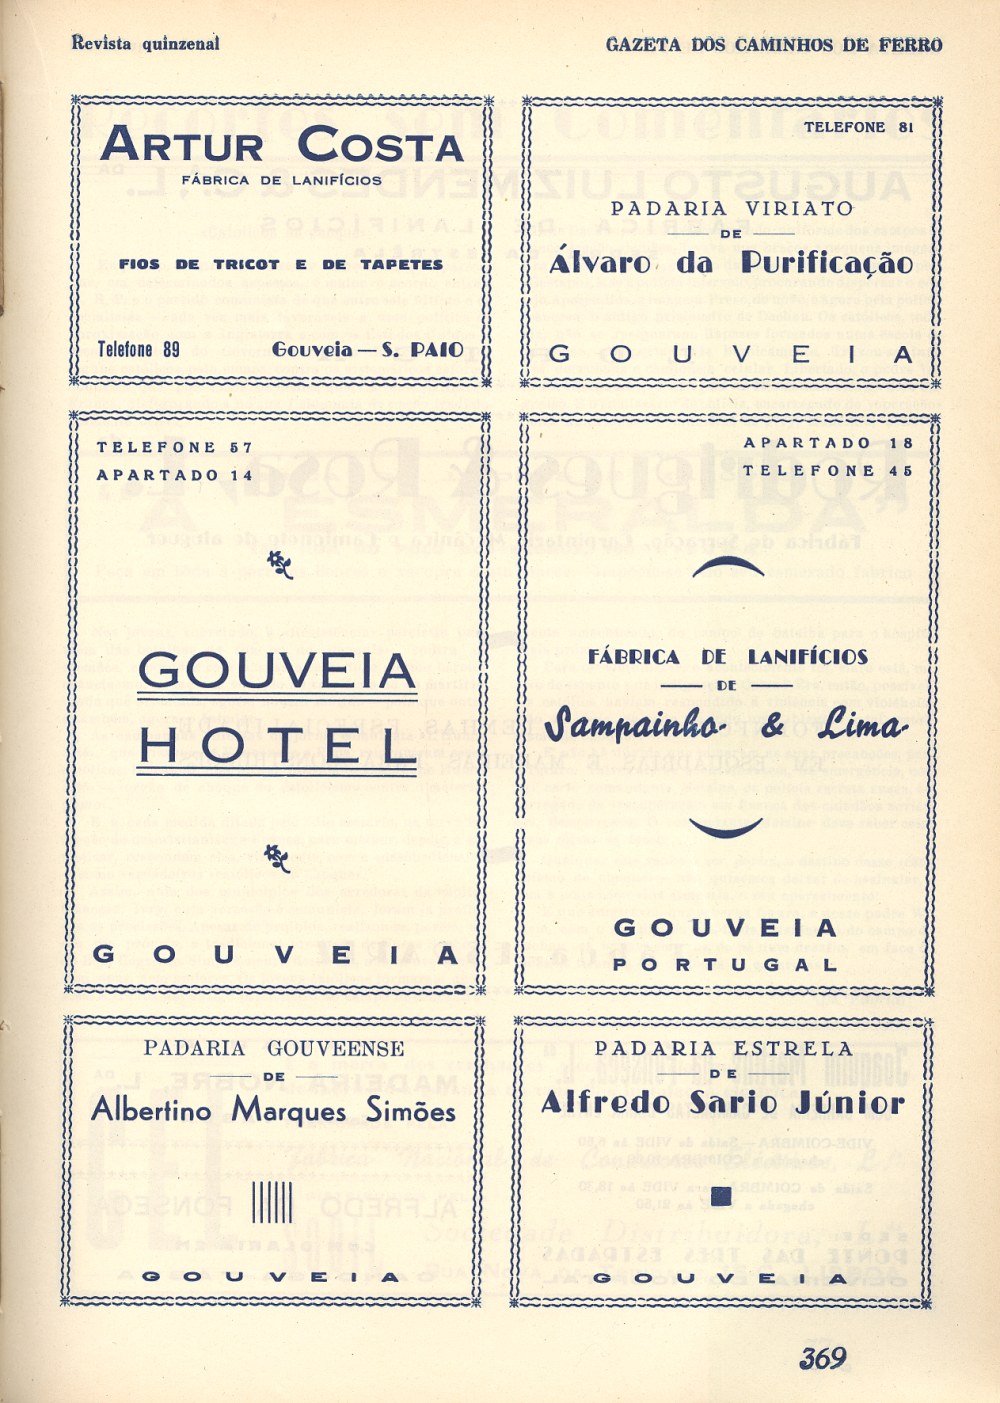 Revista quinzenal
GAZETA DOS CAMINHOS DE FERRO
ARTUR COSTA
FÁBRICA DE LANIFÍCIOS
FIOS DE TRICOT E DE TAPETES
Telefone 89
Gouveia — S. PAIO
TELEFONE 81
PADARIA VIRIATO
DE
Álvaro da Purificação
GOUVEIA
TELEFONE 57
APARTADO 14
GOUVEIA
HOTEL
GOUVEIA
APARTADO 18
TELEFONE 45
FÁBRICA DE LANIFÍCIOS
DE
Sampainho & Lima
GOUVEIA
PORTUGAL
PADARIA GOUVEENSE
DE
Albertino Marques Simões
GOUVEIA
PADARIA ESTRELA
DE
Alfredo Sario Júnior
GOUVEIA
369